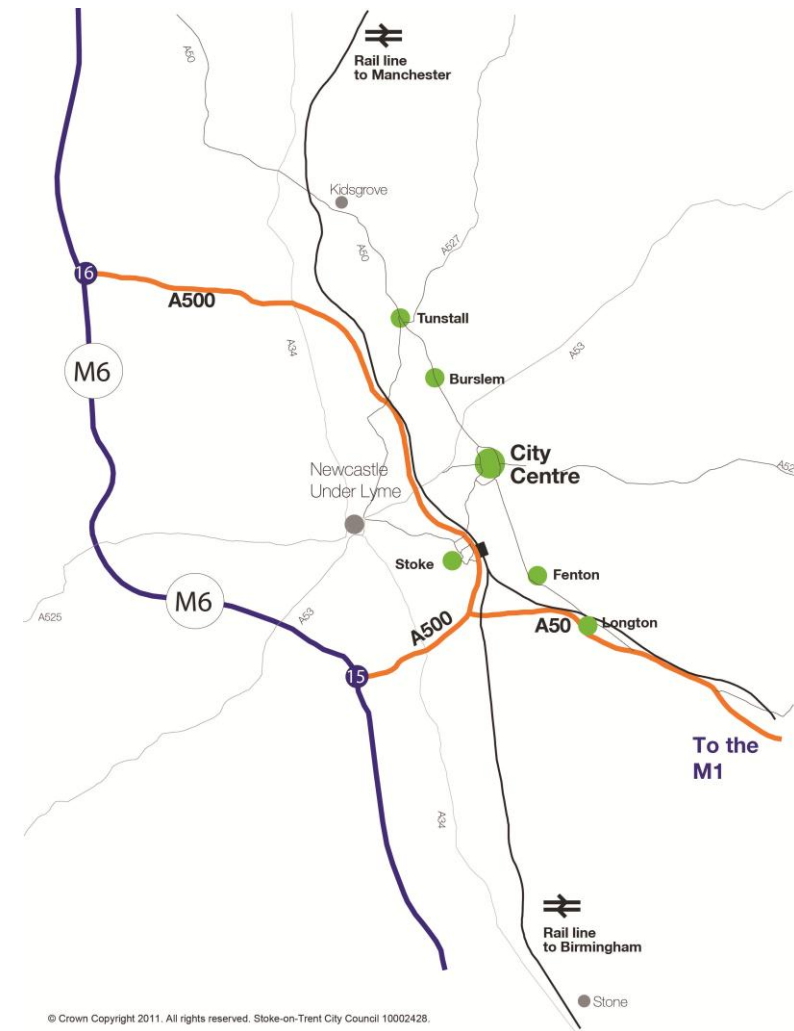 A50
Rail line
to Manchester
Kidsgrove
A50
A527
16
A500
Tunstall
A34
A53
M6
Burslem
City
Centre
Newcastle
Under Lyme
A52
Stoke
Fenton
M6
A525
A53
A500
A50
Longton
15
To the
M1
A34
Rail line
to Birmingham
Stone
© Crown Copyright 2011. All rights reserved. Stoke-on-Trent City Council 10002428.